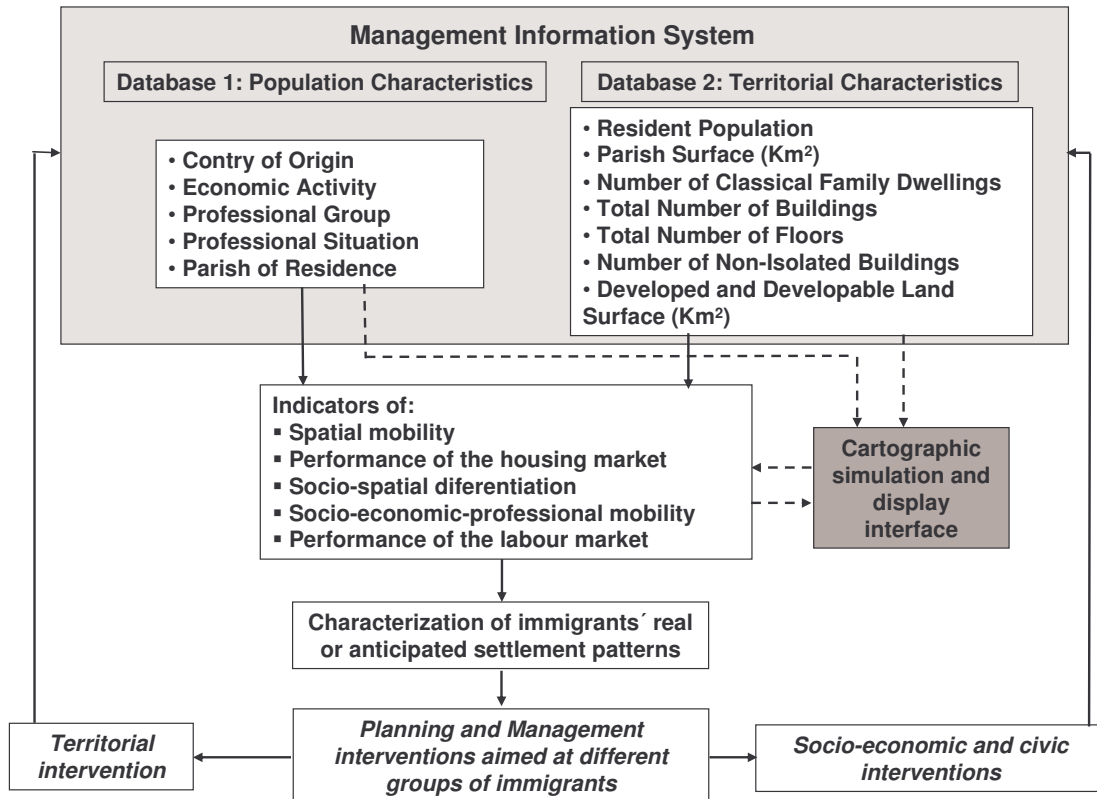 Management Information System
Database 1: Population Characteristics
• Contry of Origin
• Economic Activity
• Professional Group
• Professional Situation
• Parish of Residence
Database 2: Territorial Characteristics
• Resident Population
• Parish Surface (Km²)
• Number of Classical Family Dwellings
• Total Number of Buildings
• Total Number of Floors
• Number of Non-Isolated Buildings
• Developed and Developable Land
Surface (Km²)
Indicators of:
▪ Spatial mobility
▪ Performance of the housing market
▪ Socio-spatial diferentiation
▪ Socio-economic-professional mobility
▪ Performance of the labour market
Cartographic
simulation and
display
interface
Characterization of immigrants´ real
or anticipated settlement patterns
Territorial
intervention
Planning and Management
interventions aimed at different
groups of immigrants
Socio-economic and civic
interventions